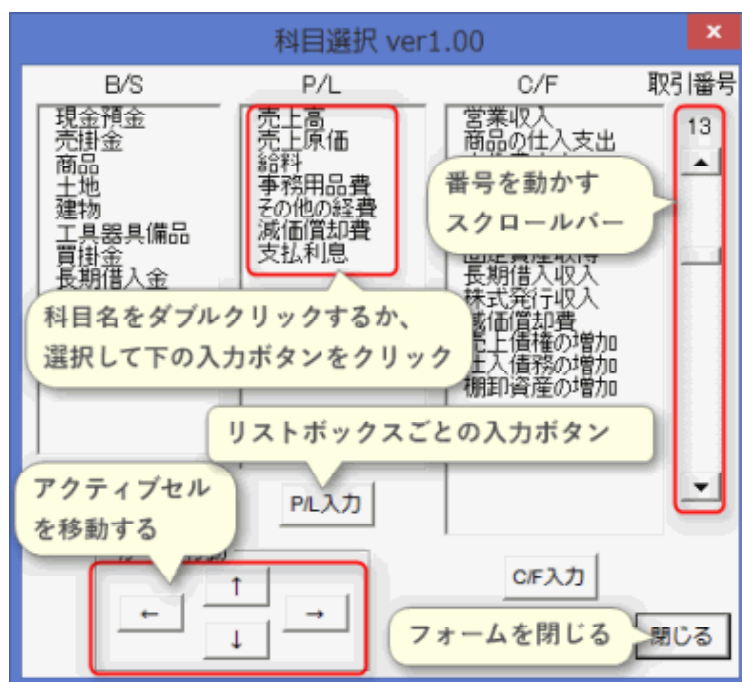 科目選択 ver1.00
B/S
P/L
C/F
取引番号
現金預金
売掛金
商品
土地
建物
工具器具備品
買掛金
長期借入金
売上高
売上原価
給料
事務用品費
その他の経費
減価償却費
支払利息
営業収入
商品の仕入支出
長期借入収入
株式発行収入
減価償却費
売上債権の増加
仕入債務の増加
棚卸資産の増加
13
番号を動かす
スクロールバー
科目名をダブルクリックするか、
選択して下の入力ボタンをクリック
リストボックスごとの入力ボタン
アクティブセル
を移動する
P/L入力
↑
←
→
↓
C/F入力
フォームを閉じる
閉じる